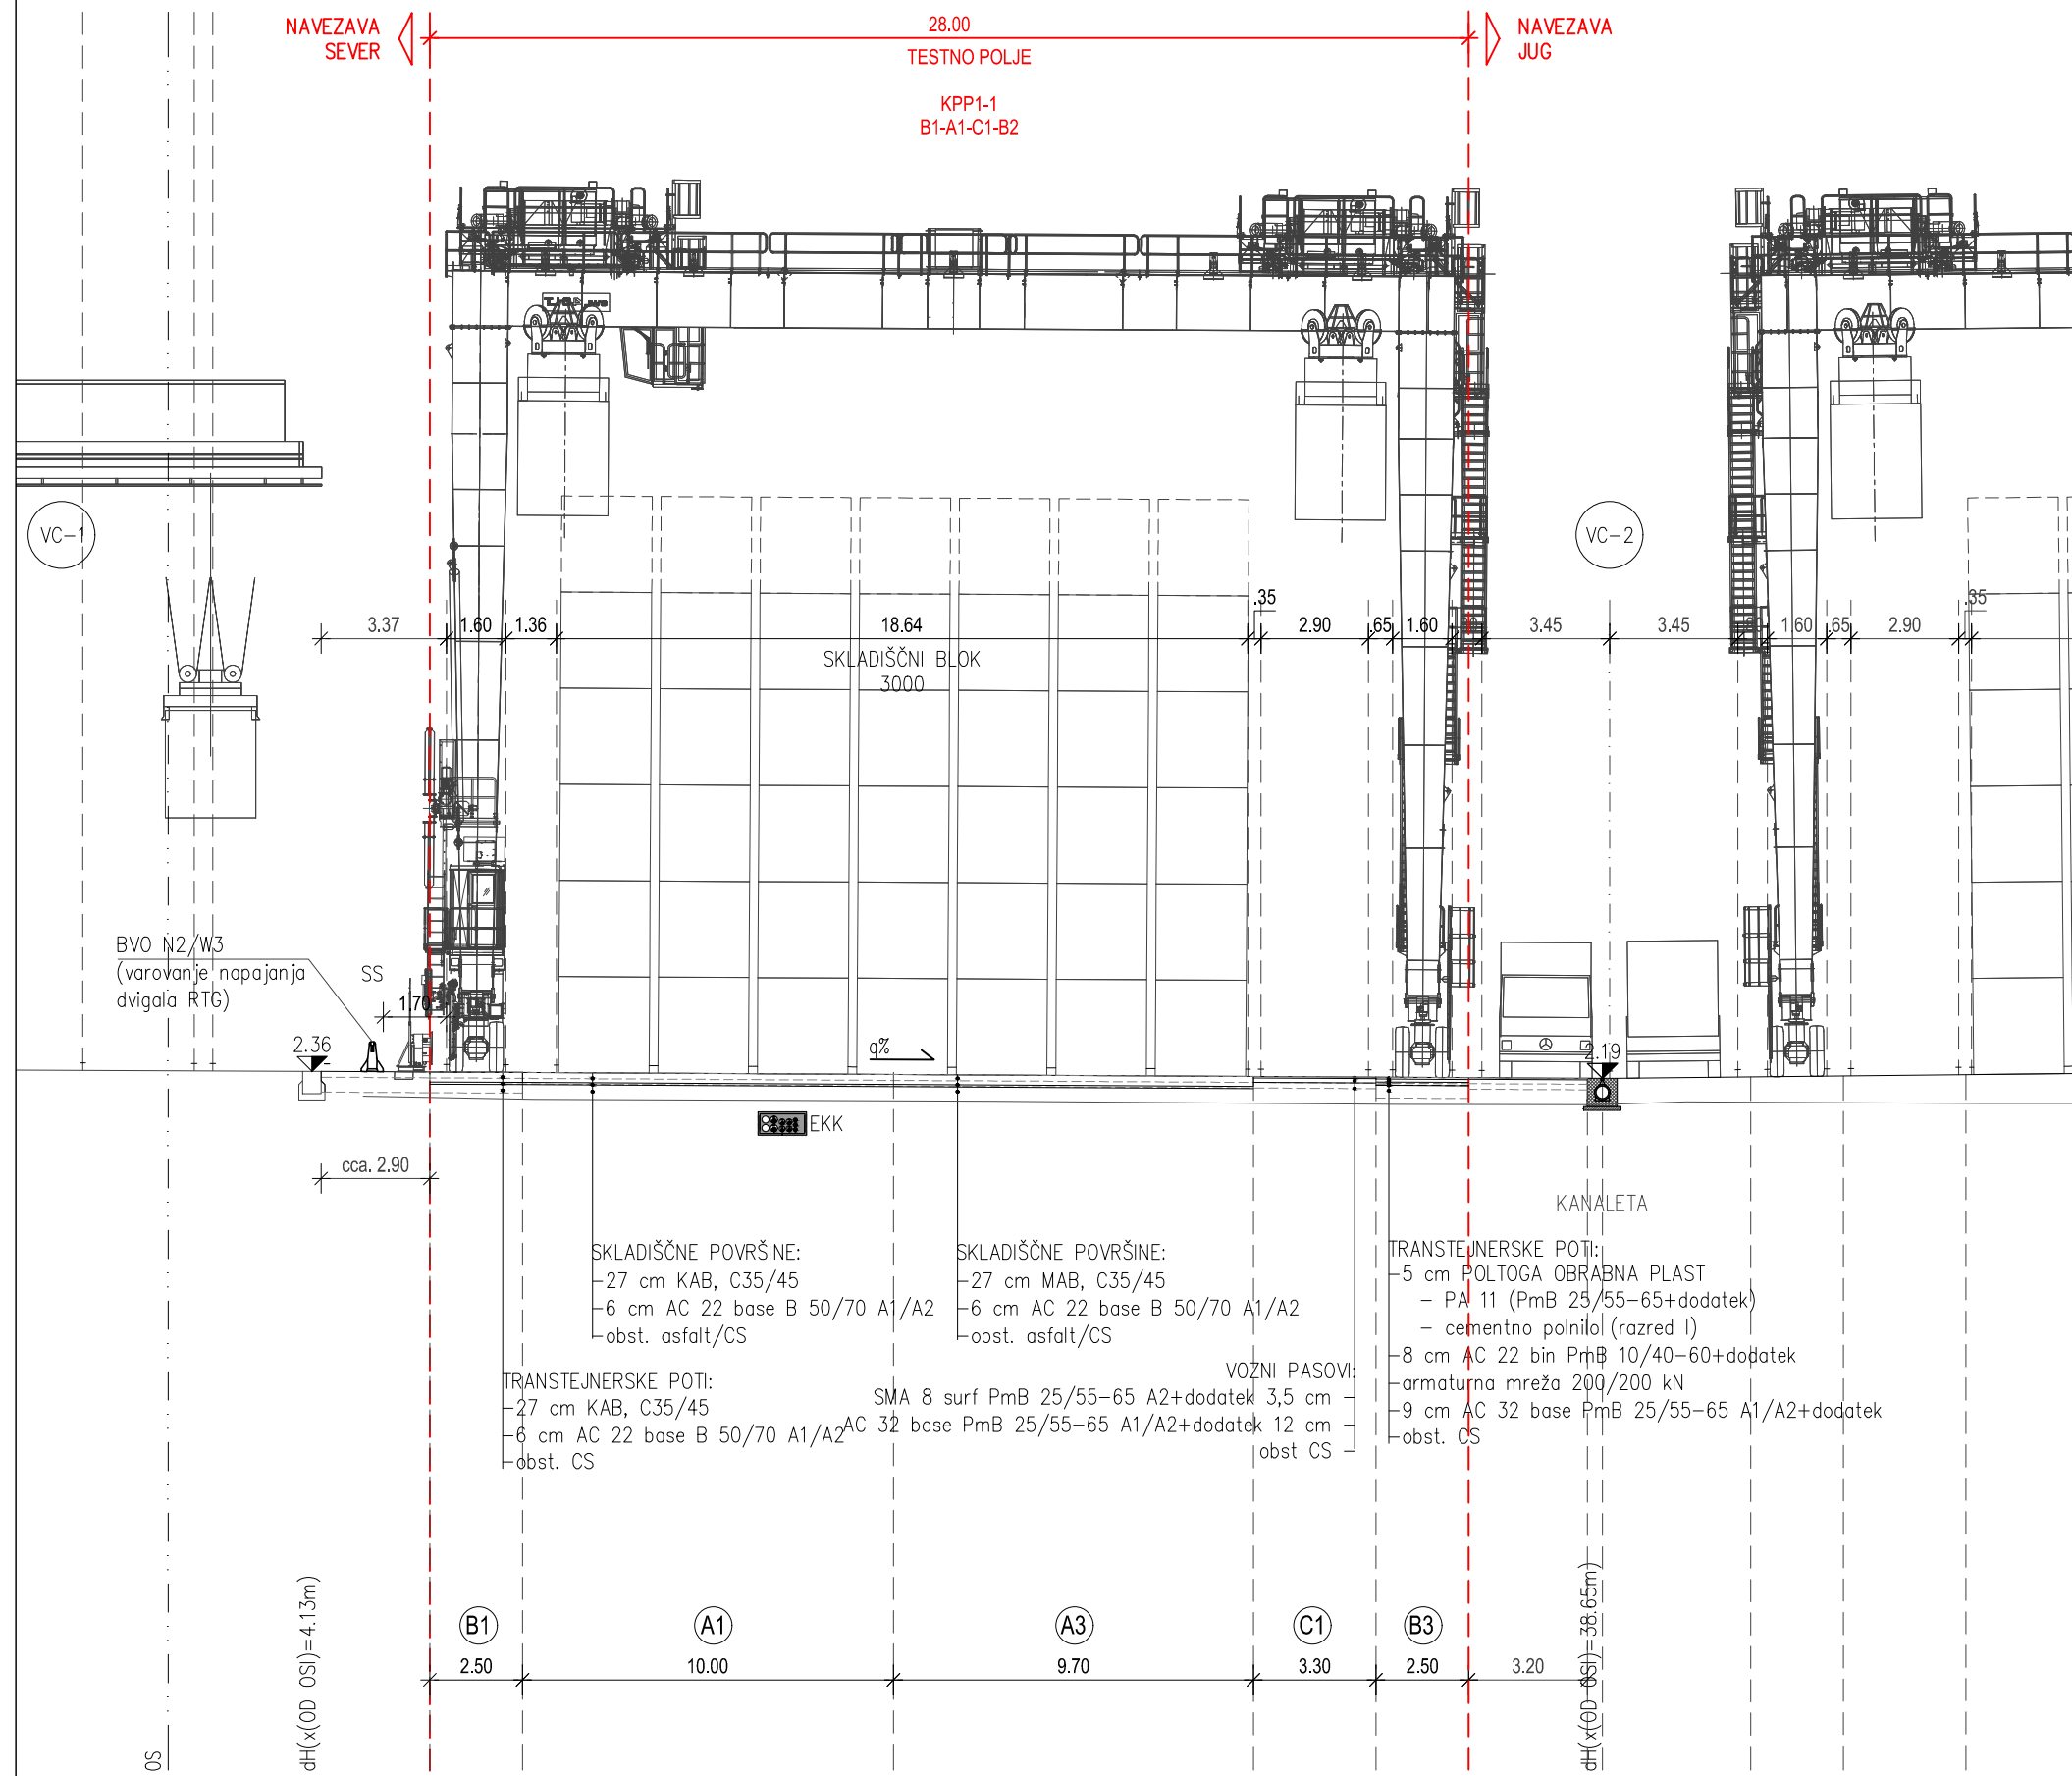 NAVEZAVA
SEVER
28.00
TESTNO POLJE
NAVEZAVA
JUG
KPP1-1
B1-A1-C1-B2
VC-1
VC-2
3.37
1.60
1.36
18.64
.35
2.90
.65
1.60
3.45
3.45
1.60
.65
2.90
.35
SKLADIŠČNI BLOK
3000
BVO N2/W3
(varovanje napajanja
dvigala RTG)
SS
1.70
2.36
q%
2.19
EKK
cca. 2.90
KANALETA
SKLADIŠČNE POVRŠINE:
27 cm KAB, C35/45
6 cm AC 22 base B 50/70 A1/A2
obst. asfalt/CS
SKLADIŠČNE POVRŠINE:
27 cm MAB, C35/45
6 cm AC 22 base B 50/70 A1/A2
obst. asfalt/CS
TRANSTEJNERSKE POTI:
5 cm POLTOGA OBRABNA PLAST
- PA 11 (PmB 25/55-65+dodatek)
- cementno polnilo (razred I)
8 cm AC 22 bin PmB 10/40-60+dodatek
armaturna mreža 200/200 kN
9 cm AC 32 base PmB 25/55-65 A1/A2+dodatek
obst. CS
TRANSTEJNERSKE POTI:
27 cm KAB, C35/45
6 cm AC 22 base B 50/70 A1/A2
obst. CS
VOZNI PASOVI:
SMA 8 surf PmB 25/55-65 A2+dodatek 3,5 cm
AC 32 base PmB 25/55-65 A1/A2+dodatek 12 cm
obst CS
B1
A1
A3
C1
B3
2.50
10.00
9.70
3.30
2.50
3.20
OS
dH(x(OD OSI)=4.13m)
dH(x(OD OSI)=38.65m)